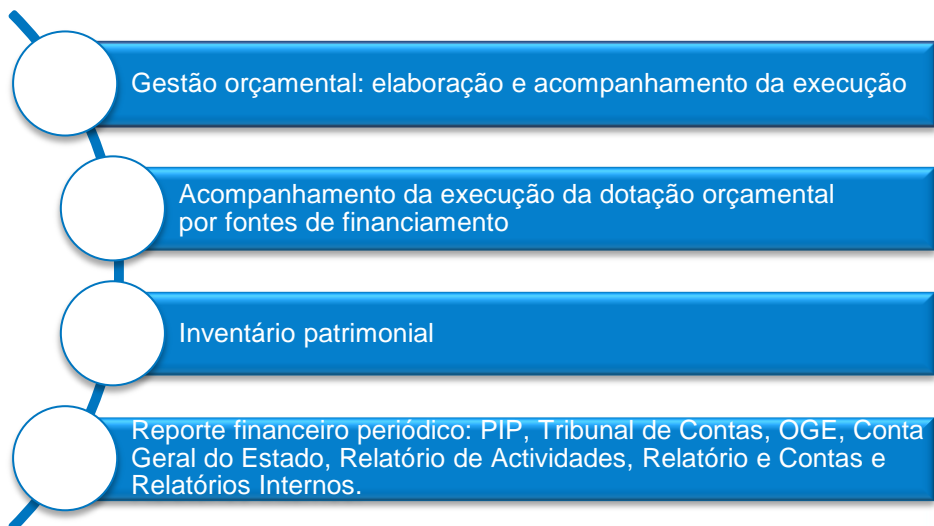 Gestão orçamental: elaboração e acompanhamento da execução
Acompanhamento da execução da dotação orçamental
por fontes de financiamento
Inventário patrimonial
Reporte financeiro periódico: PIP, Tribunal de Contas, OGE, Conta
Geral do Estado, Relatório de Actividades, Relatório e Contas e
Relatórios Internos.